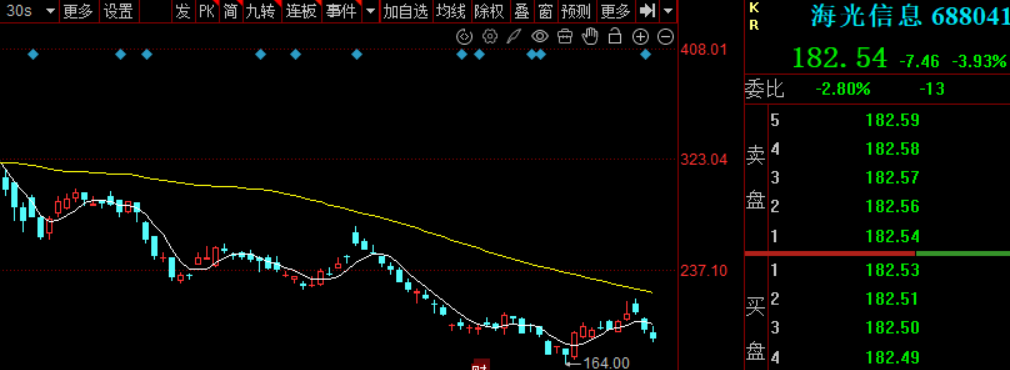 30s 更多 设置 发 PK 简 九转 连板 事件 加自选 均线 除权 叠 窗 预测 更多
408.01
323.04
237.10
164.00
财
KR 海光信息 688041
182.54 -7.46 -3.93%
委比 -2.80% -13
卖盘
5 182.59
4 182.58
3 182.57
2 182.56
1 182.54
买盘
1 182.53
2 182.51
3 182.50
4 182.49